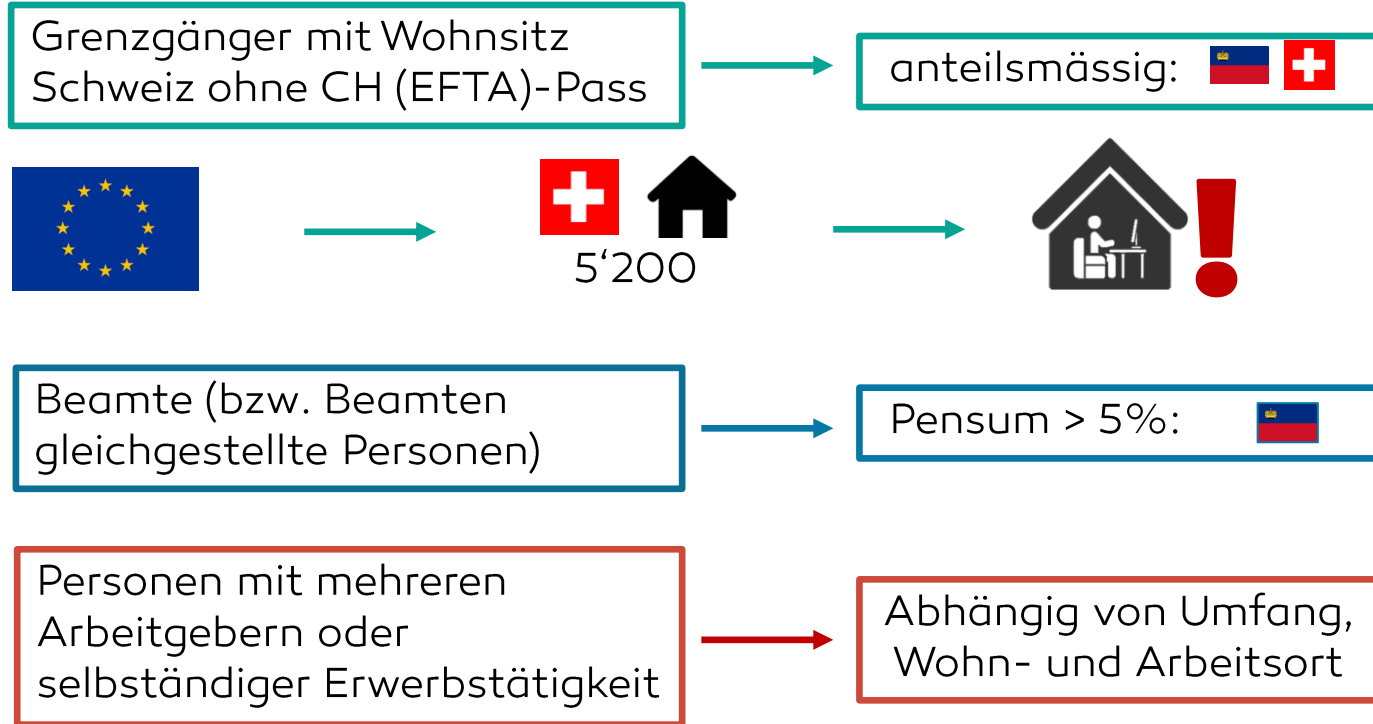 Grenzgänger mit Wohnsitz
Schweiz ohne CH (EFTA)-Pass
anteilsmässig:
5‘200
Beamte (bzw. Beamten
gleichgestellte Personen)
Pensum > 5%:
Personen mit mehreren
Arbeitgebern oder
selbständiger Erwerbstätigkeit
Abhängig von Umfang,
Wohn- und Arbeitsort